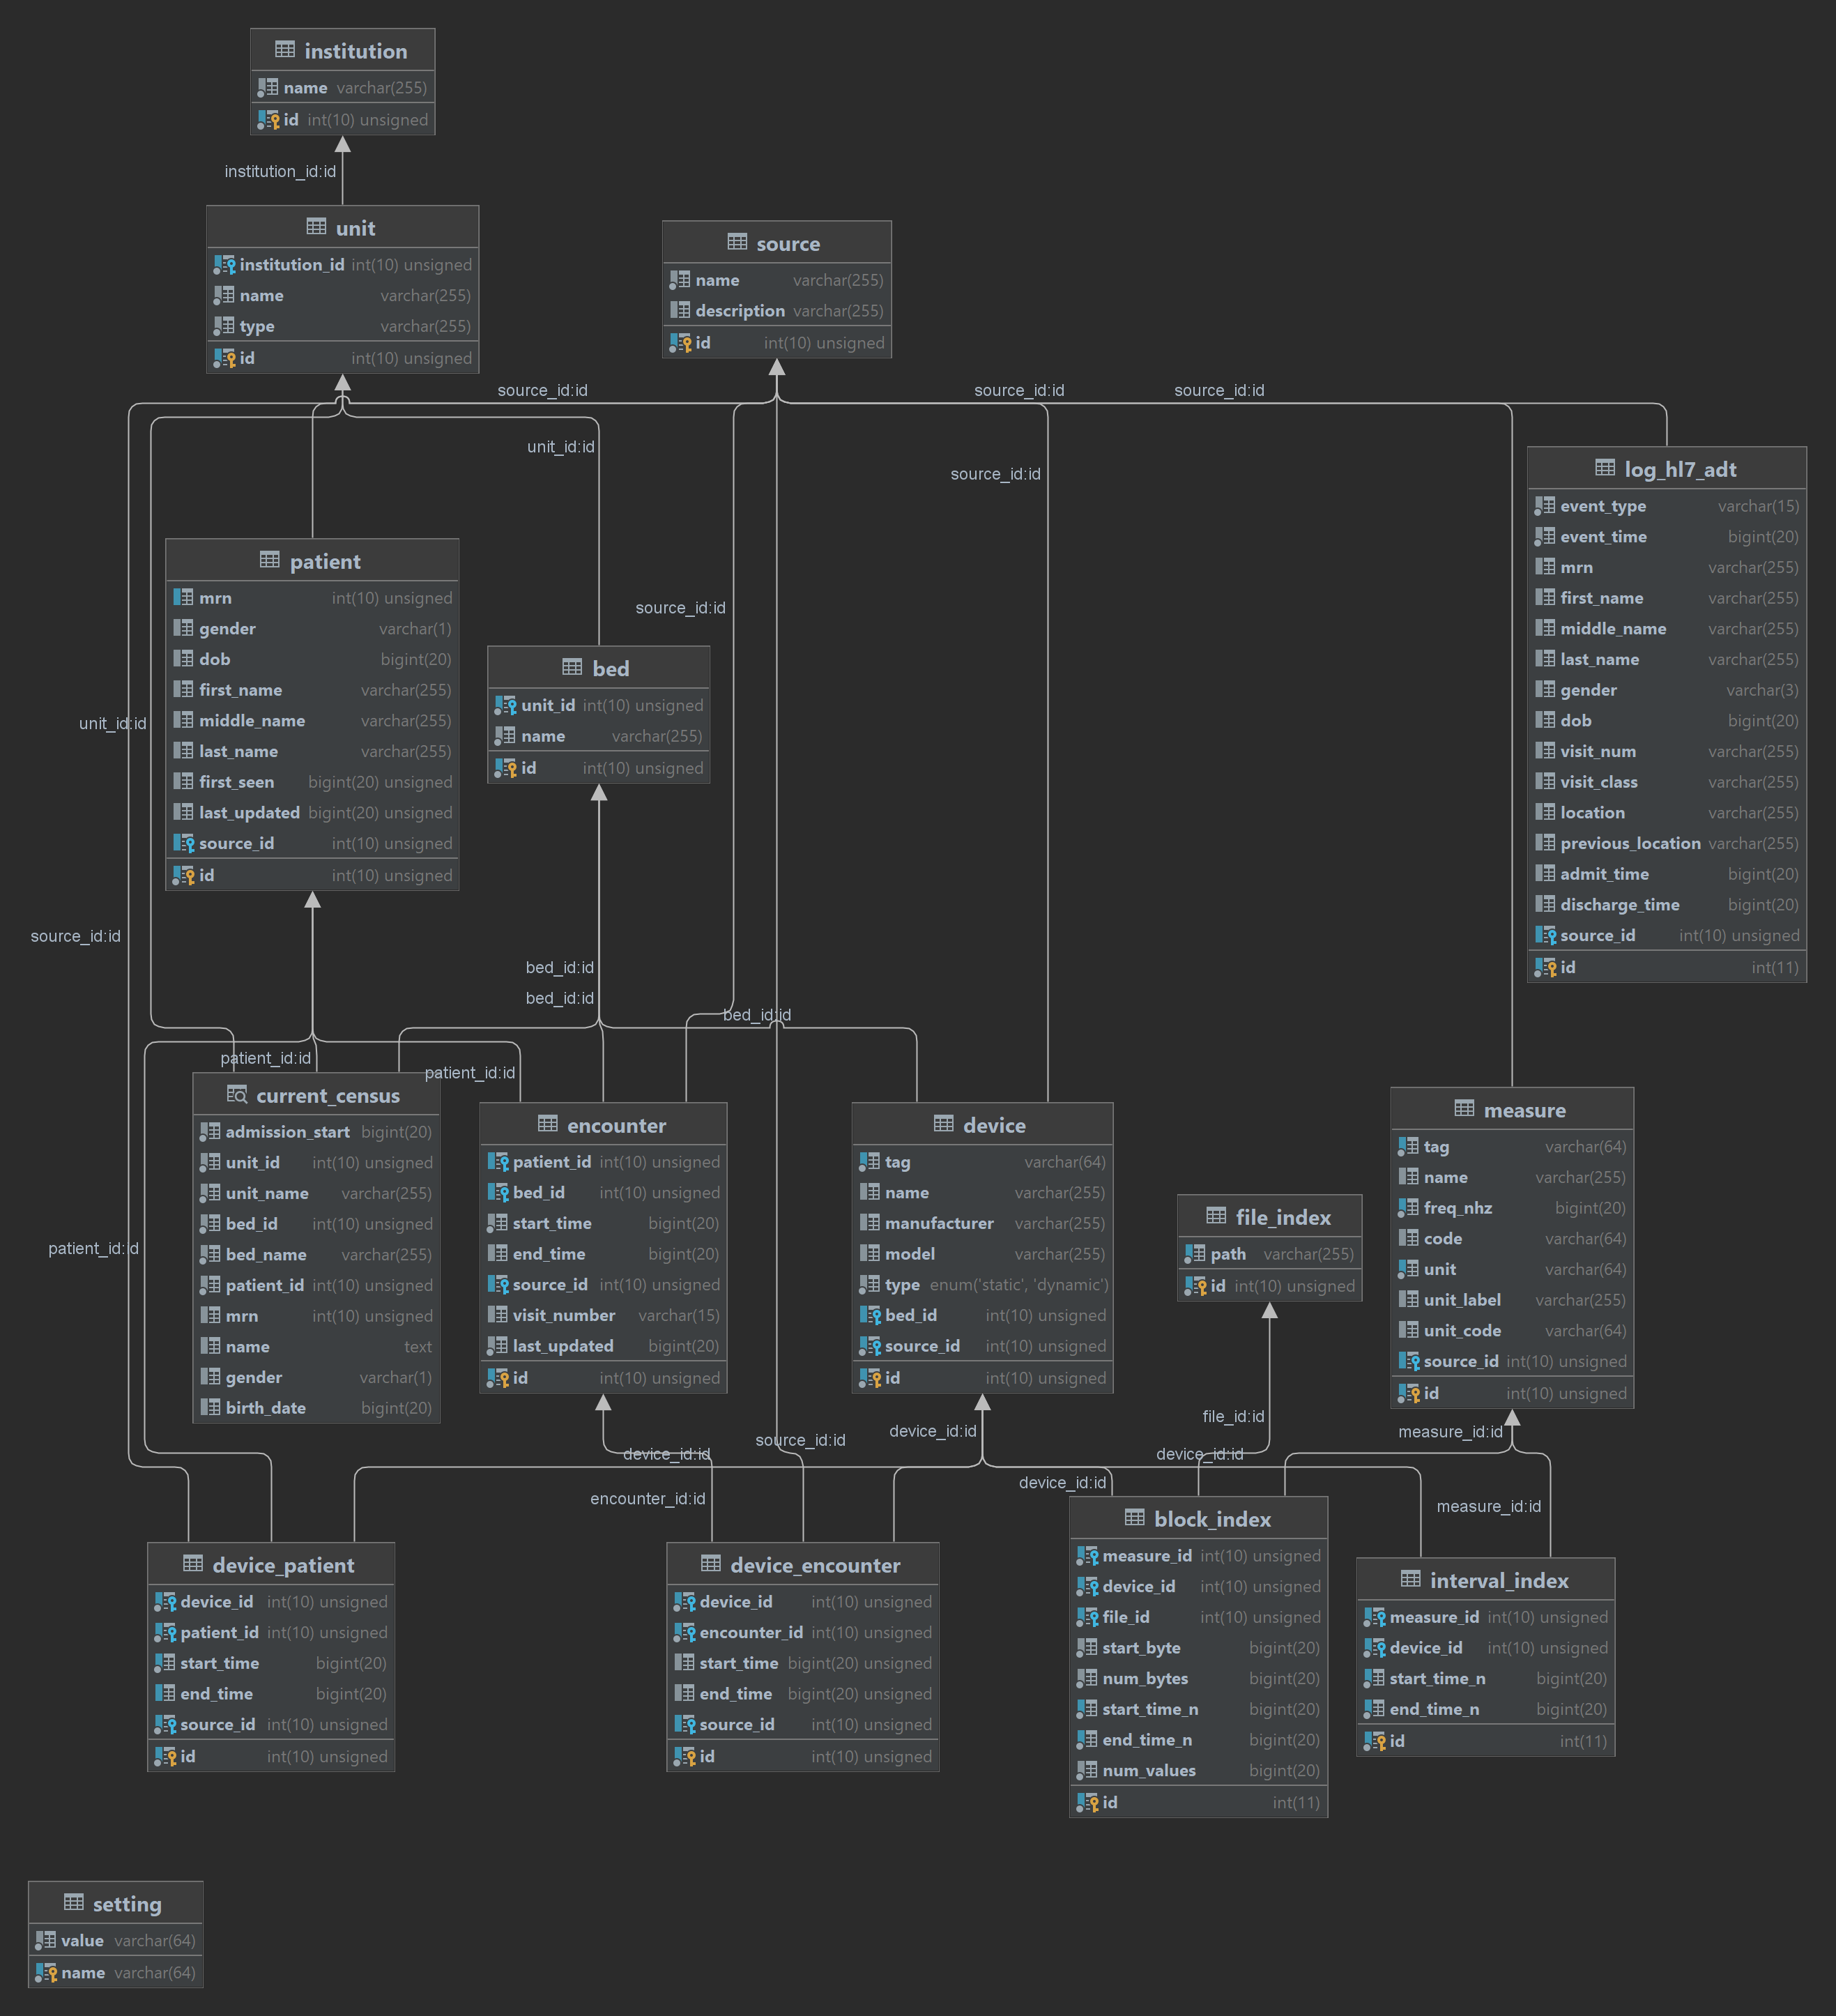 institution
name varchar(255)
id int(10) unsigned
institution_id:id
unit
institution_id int(10) unsigned
name varchar(255)
type varchar(255)
id int(10) unsigned
source
name varchar(255)
description varchar(255)
id int(10) unsigned
source_id:id
source_id:id
source_id:id
unit_id:id
source_id:id
log_hl7_adt
event_type varchar(15)
event_time bigint(20)
mrn varchar(255)
first_name varchar(255)
middle_name varchar(255)
last_name varchar(255)
gender varchar(3)
dob bigint(20)
visit_num varchar(255)
visit_class varchar(255)
location varchar(255)
previous_location varchar(255)
admit_time bigint(20)
discharge_time bigint(20)
source_id int(10) unsigned
id int(11)
patient
mrn int(10) unsigned
gender varchar(1)
dob bigint(20)
first_name varchar(255)
middle_name varchar(255)
last_name varchar(255)
first_seen bigint(20) unsigned
last_updated bigint(20) unsigned
source_id int(10) unsigned
id int(10) unsigned
source_id:id
bed
unit_id int(10) unsigned
name varchar(255)
id int(10) unsigned
unit_id:id
source_id:id
bed_id:id
bed_id:id
bed_id:id
patient_id:id
patient_id:id
current_census
admission_start bigint(20)
unit_id int(10) unsigned
unit_name varchar(255)
bed_id int(10) unsigned
bed_name varchar(255)
patient_id int(10) unsigned
mrn int(10) unsigned
name text
gender varchar(1)
birth_date bigint(20)
encounter
patient_id int(10) unsigned
bed_id int(10) unsigned
start_time bigint(20)
end_time bigint(20)
source_id int(10) unsigned
visit_number varchar(15)
last_updated bigint(20)
id int(10) unsigned
device
tag varchar(64)
name varchar(255)
manufacturer varchar(255)
model varchar(255)
type enum('static', 'dynamic')
bed_id int(10) unsigned
source_id int(10) unsigned
id int(10) unsigned
file_index
path varchar(255)
id int(10) unsigned
measure
tag varchar(64)
name varchar(255)
freq_nhz bigint(20)
code varchar(64)
unit varchar(64)
unit_label varchar(255)
unit_code varchar(64)
source_id int(10) unsigned
id int(10) unsigned
patient_id:id
file_id:id
device_id:id
measure_id:id
source_id:id
device_id:id
device_id:id
device_id:id
encounter_id:id
measure_id:id
device_patient
device_id int(10) unsigned
patient_id int(10) unsigned
start_time bigint(20)
end_time bigint(20)
source_id int(10) unsigned
id int(10) unsigned
device_encounter
device_id int(10) unsigned
encounter_id int(10) unsigned
start_time bigint(20) unsigned
end_time bigint(20) unsigned
source_id int(10) unsigned
id int(10) unsigned
block_index
measure_id int(10) unsigned
device_id int(10) unsigned
file_id int(10) unsigned
start_byte bigint(20)
num_bytes bigint(20)
start_time_n bigint(20)
end_time_n bigint(20)
num_values bigint(20)
id int(11)
interval_index
measure_id int(10) unsigned
device_id int(10) unsigned
start_time_n bigint(20)
end_time_n bigint(20)
id int(11)
setting
value varchar(64)
name varchar(64)